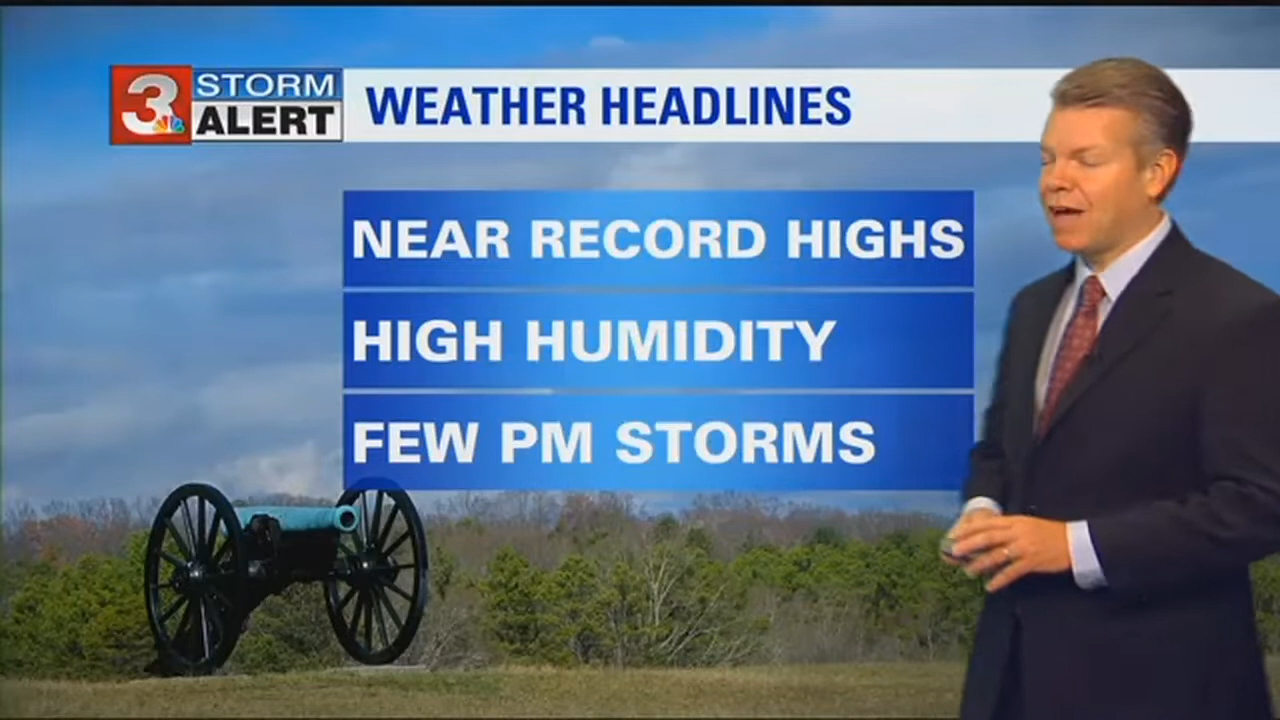 3 STORM ALERT
WEATHER HEADLINES
NEAR RECORD HIGHS
HIGH HUMIDITY
FEW PM STORMS